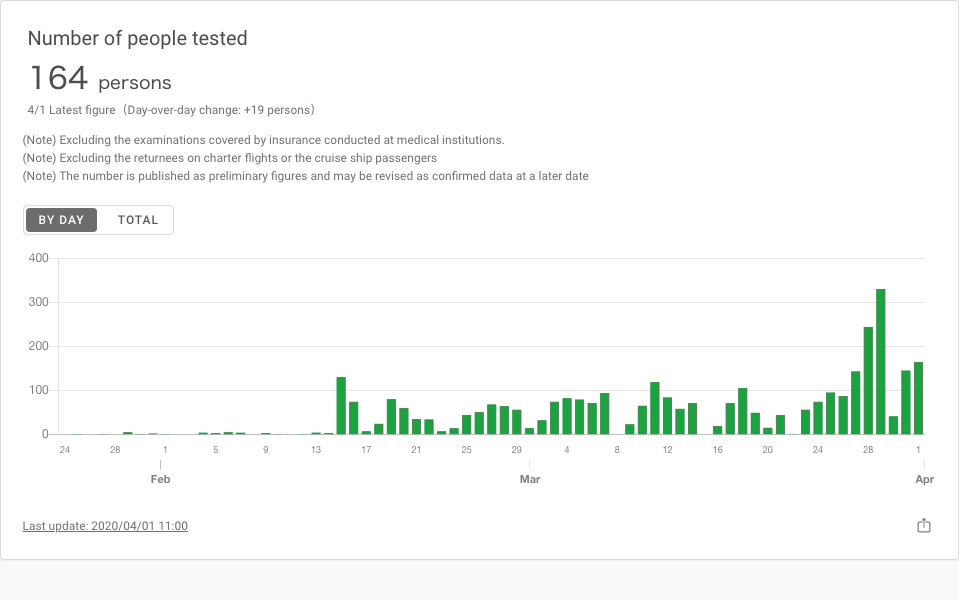 Number of people tested
164 persons
4/1 Latest figure（Day-over-day change: +19 persons）
(Note) Excluding the examinations covered by insurance conducted at medical institutions.
(Note) Excluding the returnees on charter flights or the cruise ship passengers
(Note) The number is published as preliminary figures and may be revised as confirmed data at a later date
BY DAY TOTAL
400
300
200
100
0
24 28 1 5 9 13 17 21 25 29 4 8 12 16 20 24 28 1
Feb Mar Apr
Last update: 2020/04/01 11:00